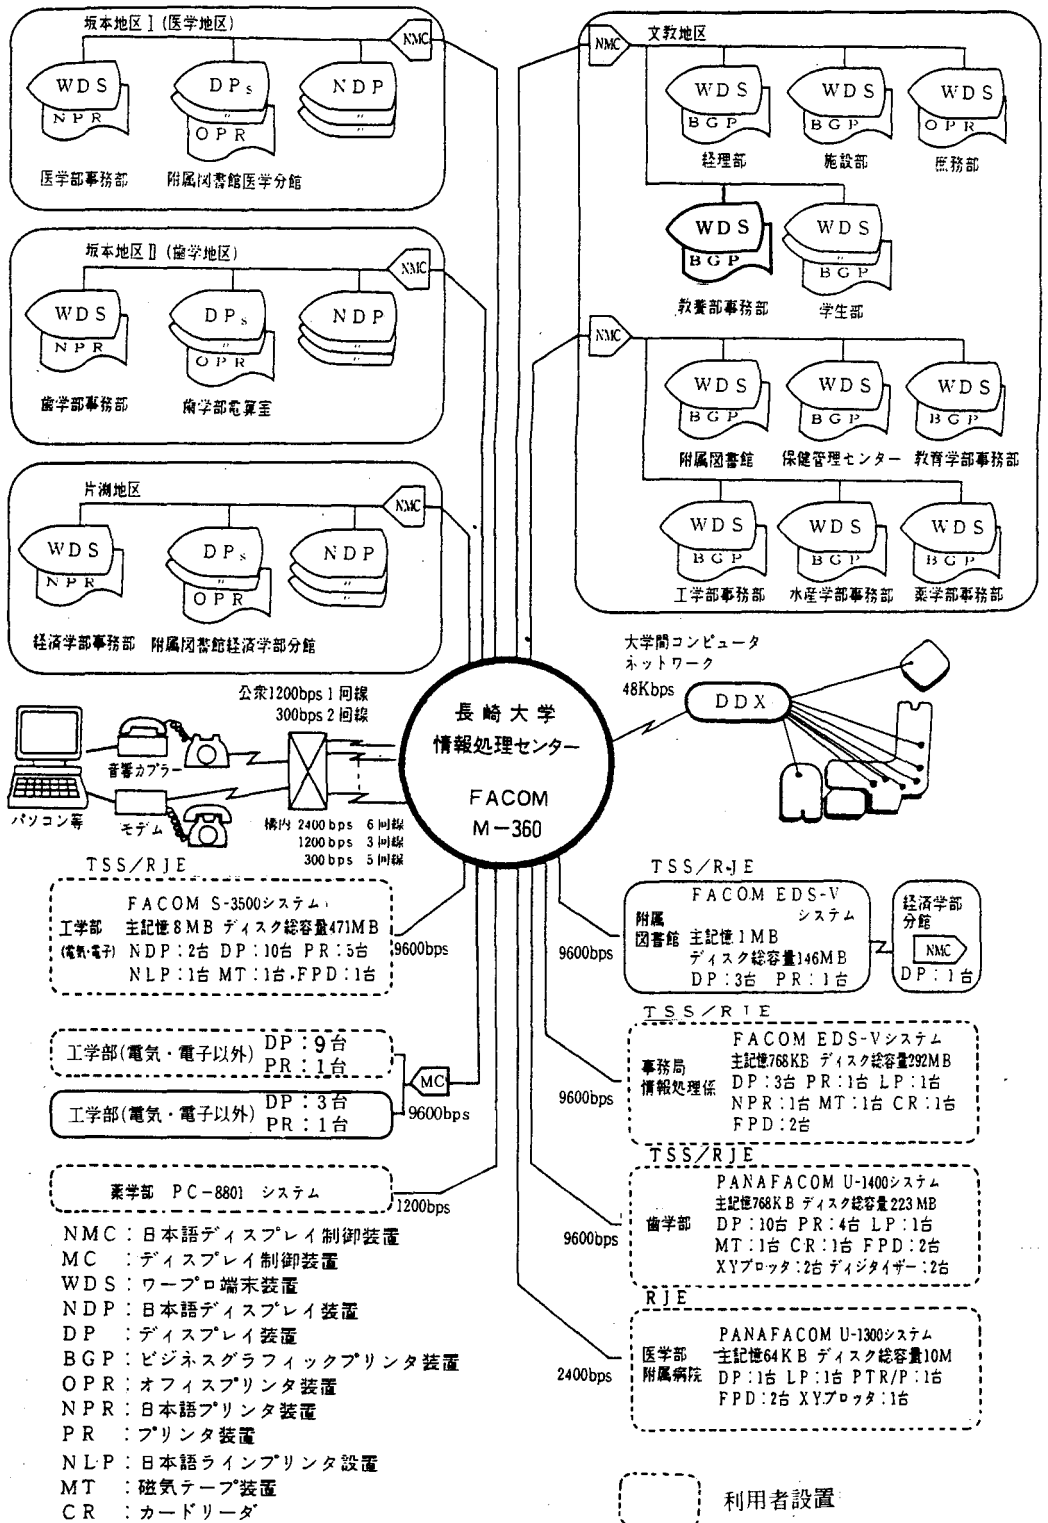 坂本地区Ⅰ(医学地区)
NMC
WDS
NPR
医学部事務部
DPs
OPR
附属図書館医学分館
NDP
〃
坂本地区Ⅱ(歯学地区)
NMC
WDS
NPR
歯学部事務部
DPs
〃
OPR
歯学部電算室
NDP
〃
片淵地区
NMC
WDS
NPR
経済学部事務部
DPs
〃
OPR
附属図書館経済学部分館
NDP
〃
文教地区
NMC
WDS
BGP
経理部
WDS
BGP
施設部
WDS
OPR
庶務部
WDS
BGP
教養部事務部
WDS
〃
BGP
学生部
NMC
WDS
BGP
附属図書館
WDS
BGP
保健管理センター
WDS
BGP
教育学部事務部
WDS
BGP
工学部事務部
WDS
BGP
水産学部事務部
WDS
BGP
薬学部事務部
長崎大学
情報処理センター
FACOM
M-360
大学間コンピュータ
ネットワーク
48Kbps
DDX
公衆1200bps 1回線
300bps 2回線
音響カプラー
パソコン等
モデム
構内 2400bps 6回線
1200bps 3回線
300bps 5回線
TSS/RJE
FACOM S-3500システム
工学部
(電気・電子)
主記憶8MB ディスク総容量471MB
NDP:2台 DP:10台 PR:5台
NLP:1台 MT:1台 FPD:1台
9600bps
工学部(電気・電子以外) DP:9台
PR:1台
工学部(電気・電子以外) DP:3台
PR:1台
MC
9600bps
薬学部 PC-8801 システム
1200bps
TSS/RJE
FACOM EDS-V
システム
附属
図書館
主記憶1MB
ディスク総容量146MB
DP:3台 PR:1台
9600bps
経済学部
分館
NMC
DP:1台
TSS/RJE
FACOM EDS-Vシステム
事務局
情報処理係
主記憶768KB ディスク総容量292MB
DP:3台 PR:1台 LP:1台
NPR:1台 MT:1台 CR:1台
FPD:2台
9600bps
TSS/RJE
PANAFACOM U-1400システム
歯学部
主記憶768KB ディスク総容量223MB
DP:10台 PR:4台 LP:1台
MT:1台 CR:1台 FPD:2台
XYプロッタ:2台 ディジタイザー:2台
9600bps
RJE
PANAFACOM U-1300システム
医学部
附属病院
主記憶64KB ディスク総容量10M
DP:1台 LP:1台 PTR/P:1台
FPD:2台 XYプロッタ:1台
2400bps
NMC:日本語ディスプレイ制御装置
MC :ディスプレイ制御装置
WDS:ワープロ端末装置
NDP:日本語ディスプレイ装置
DP :ディスプレイ装置
BGP:ビジネスグラフィックプリンタ装置
OPR:オフィスプリンタ装置
NPR:日本語プリンタ装置
PR :プリンタ装置
NLP:日本語ラインプリンタ設置
MT :磁気テープ装置
CR :カードリーダ
利用者設置